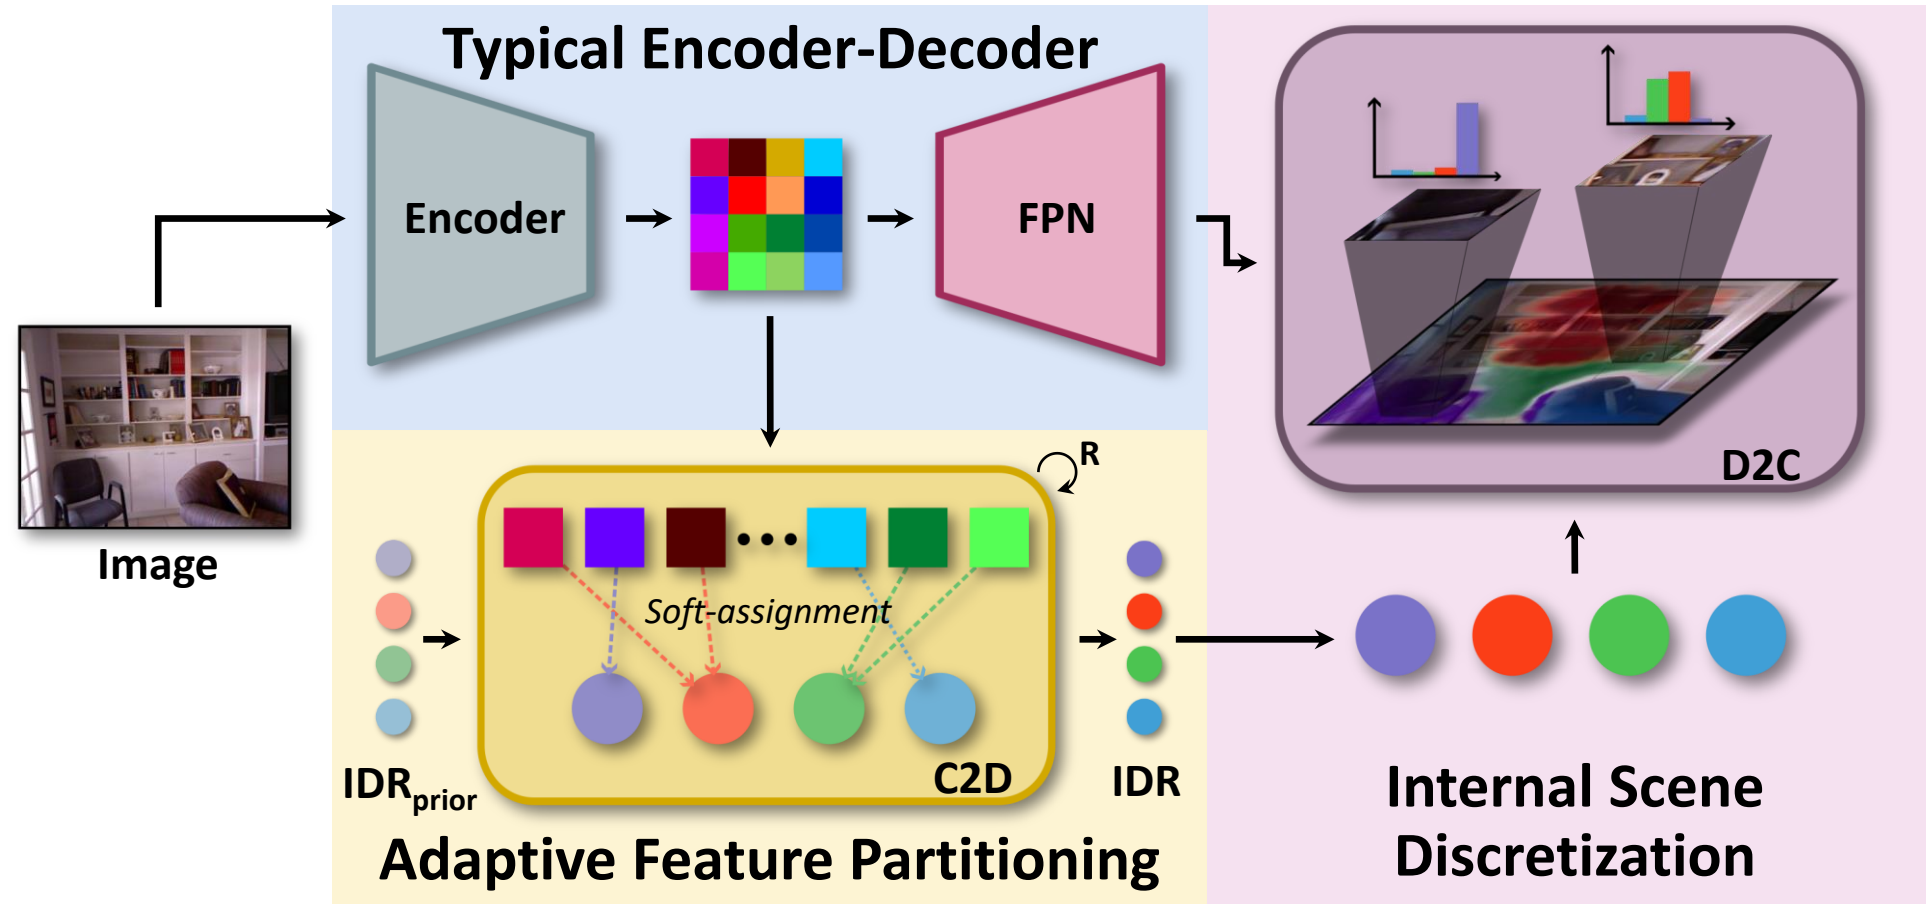 Typical Encoder-Decoder
Encoder
FPN
Image
R
Soft-assignment
C2D
IDRprior
IDR
Adaptive Feature Partitioning
D2C
Internal Scene
Discretization